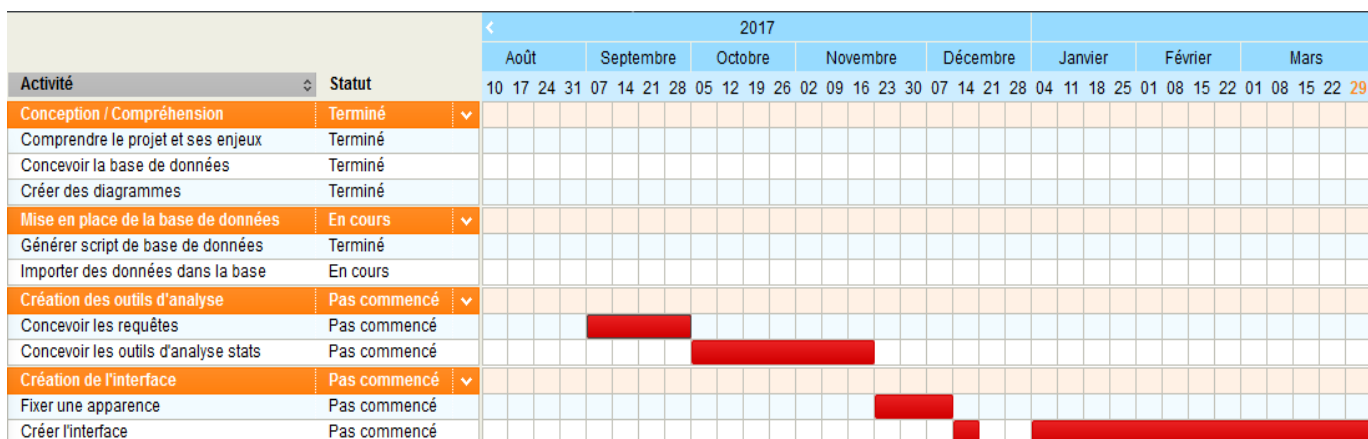 2017
Août Septembre Octobre Novembre Décembre Janvier Février Mars
Activité Statut 10 17 24 31 07 14 21 28 05 12 19 26 02 09 16 23 30 07 14 21 28 04 11 18 25 01 08 15 22 01 08 15 22 29
Conception / Compréhension Terminé
Comprendre le projet et ses enjeux Terminé
Concevoir la base de données Terminé
Créer des diagrammes Terminé
Mise en place de la base de données En cours
Générer script de base de données Terminé
Importer des données dans la base En cours
Création des outils d'analyse Pas commencé
Concevoir les requêtes Pas commencé
Concevoir les outils d'analyse stats Pas commencé
Création de l'interface Pas commencé
Fixer une apparence Pas commencé
Créer l'interface Pas commencé